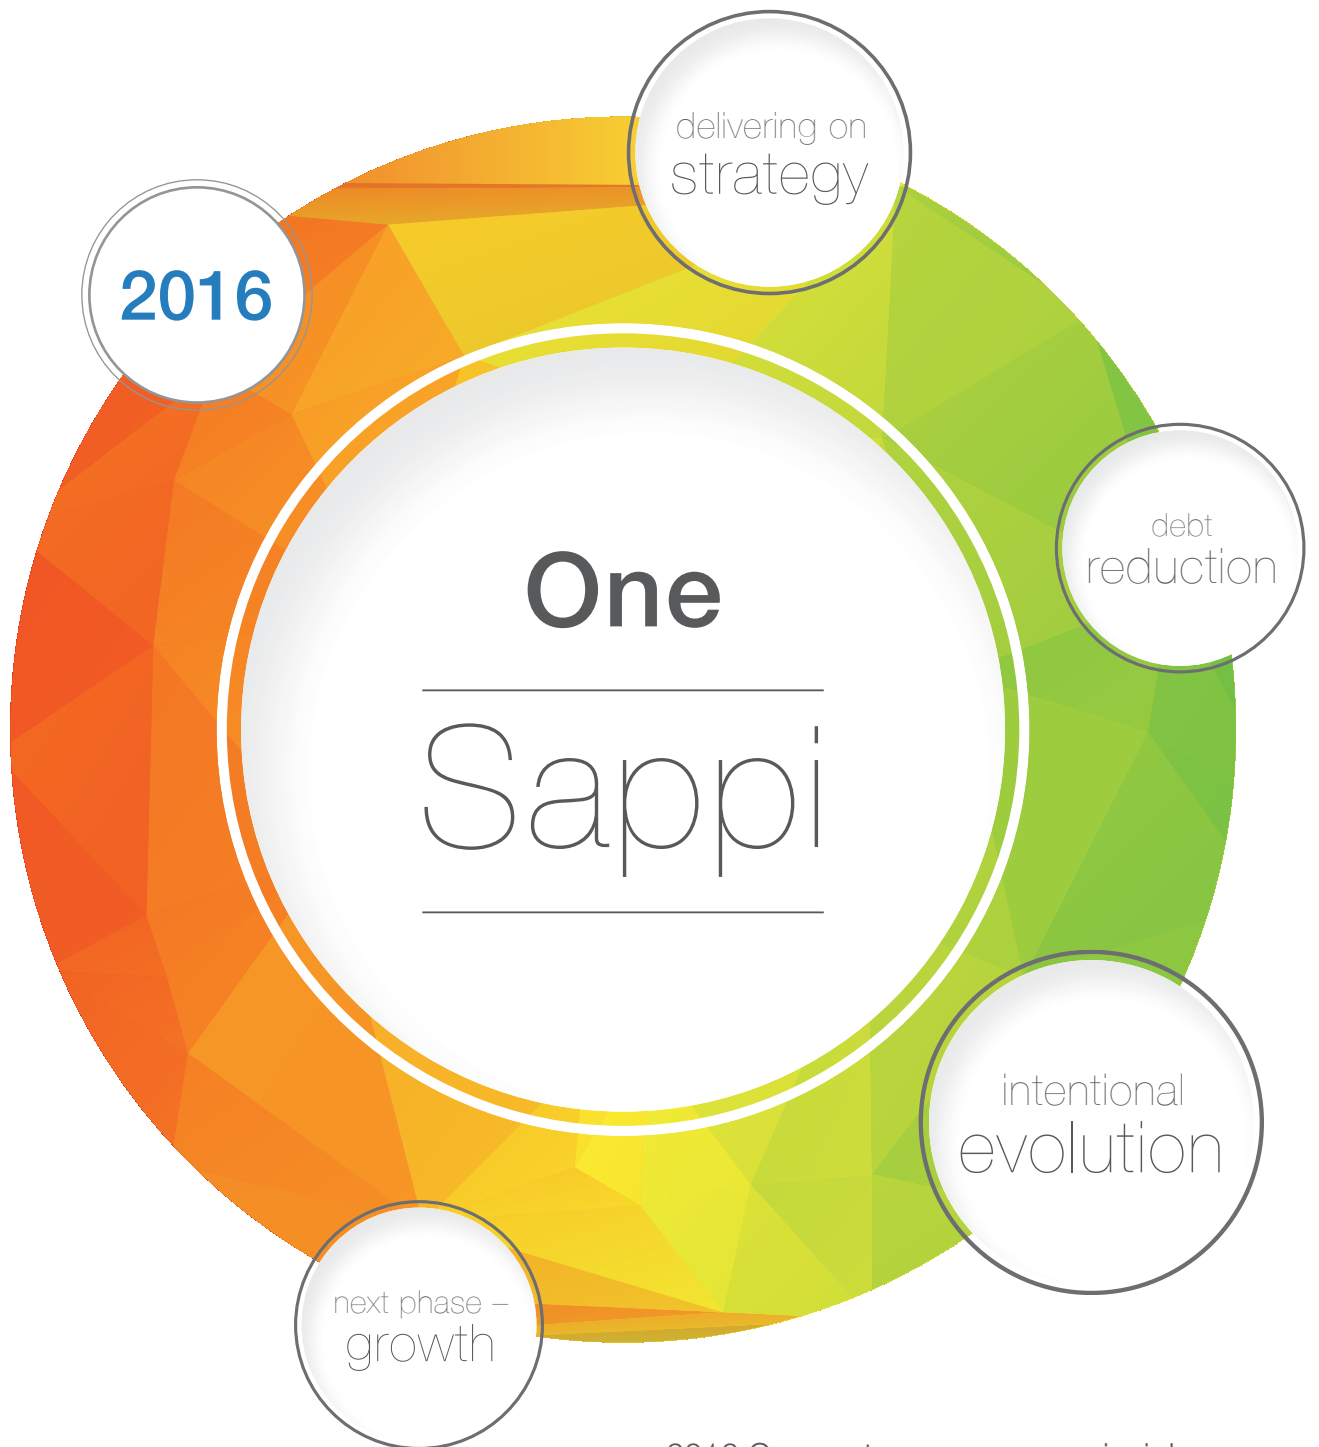 delivering on
strategy
2016
debt
reduction
One
Sappi
intentional
evolution
next phase –
growth